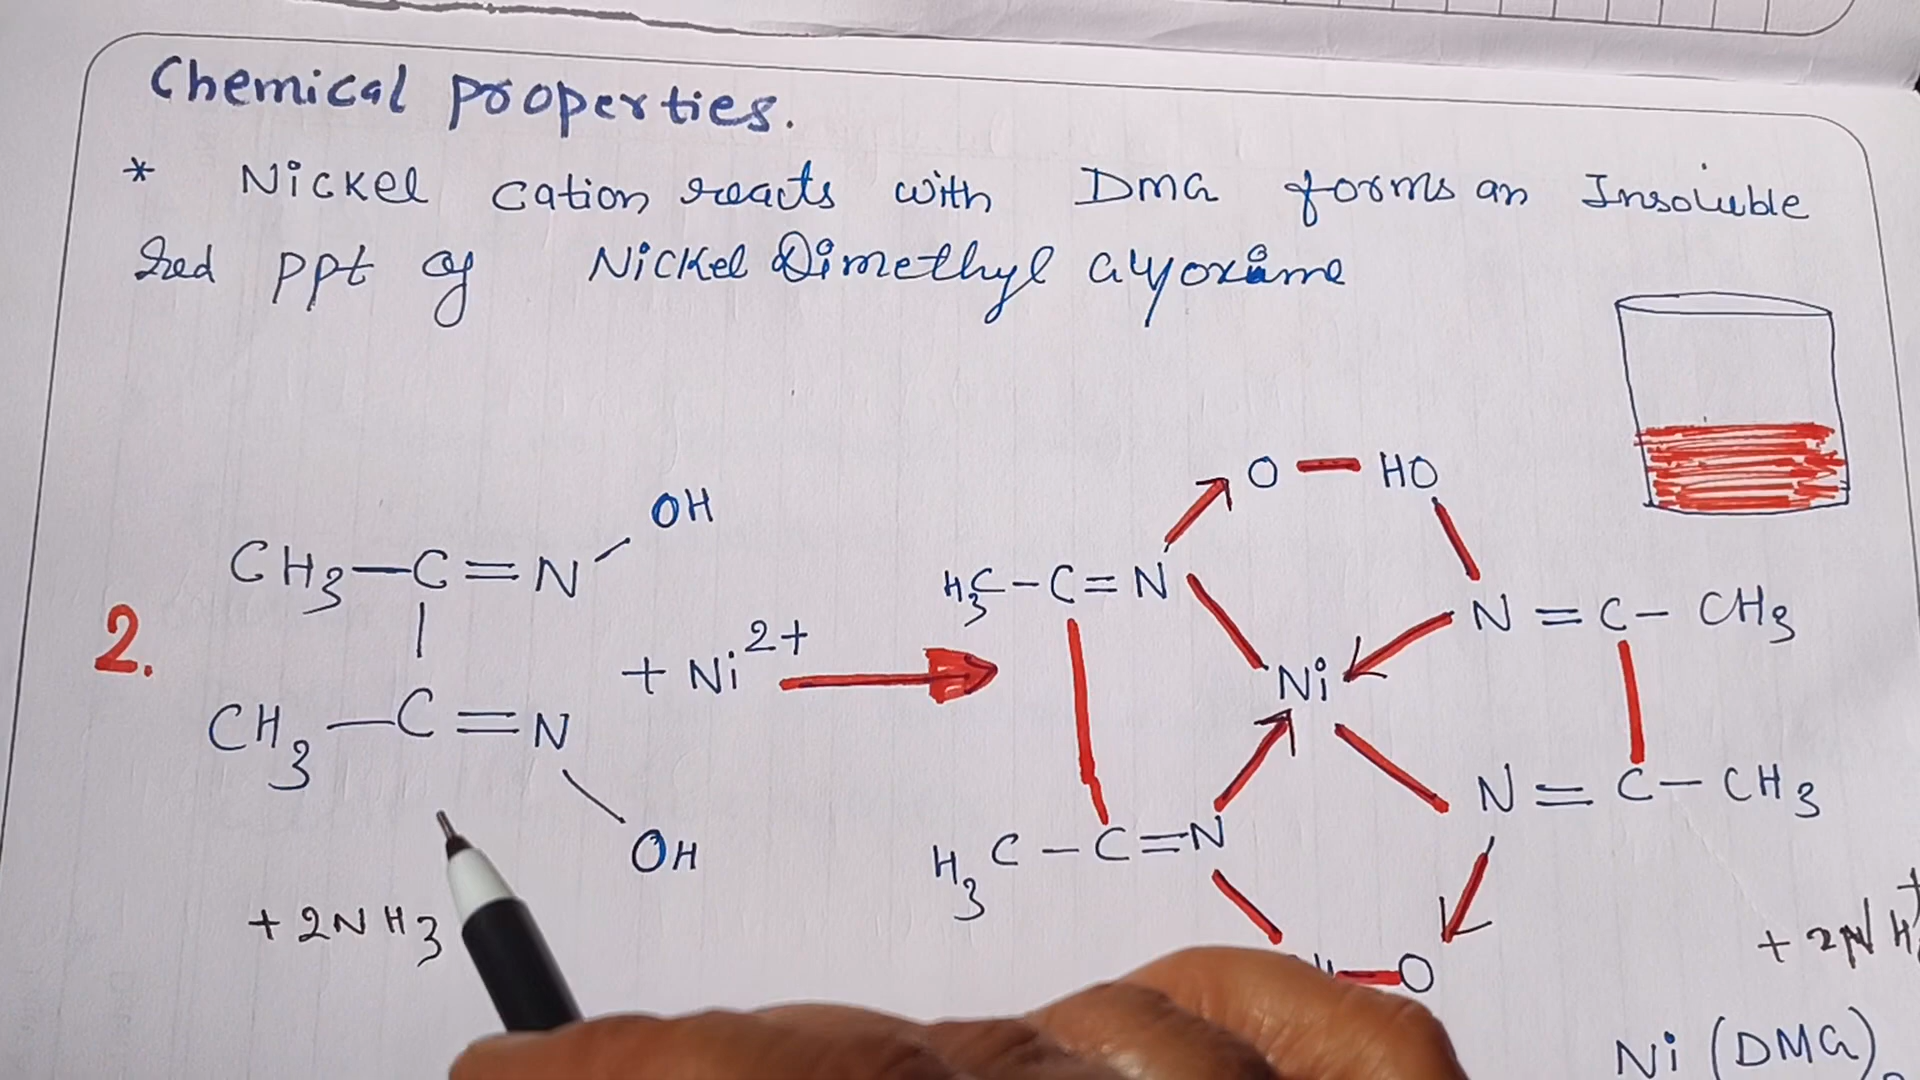 Chemical properties.
* Nickel cation reacts with DMG forms an Insoluble
red ppt of Nickel Dimethyl Glyoxime
2.
CH3-C=N OH
CH3-C=N OH
+ 2NH3
+ Ni2+
O-HO
H3C-C=N
N=C-CH3
Ni
N=C-CH3
H3C-C=N
O
+ 2NH
Ni (DMG)